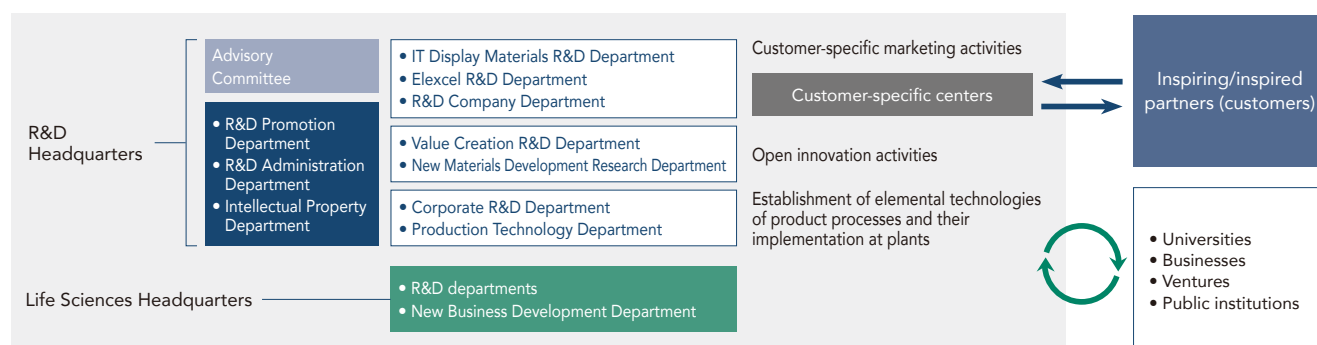 R&D
Headquarters
Advisory
Committee
• R&D Promotion
Department
• R&D Administration
Department
• Intellectual Property
Department
• IT Display Materials R&D Department
• Elexcel R&D Department
• R&D Company Department
• Value Creation R&D Department
• New Materials Development Research Department
• Corporate R&D Department
• Production Technology Department
Customer-specific marketing activities
Customer-specific centers
Open innovation activities
Establishment of elemental technologies
of product processes and their
implementation at plants
Inspiring/inspired
partners (customers)
• Universities
• Businesses
• Ventures
• Public institutions
Life Sciences Headquarters
• R&D departments
• New Business Development Department